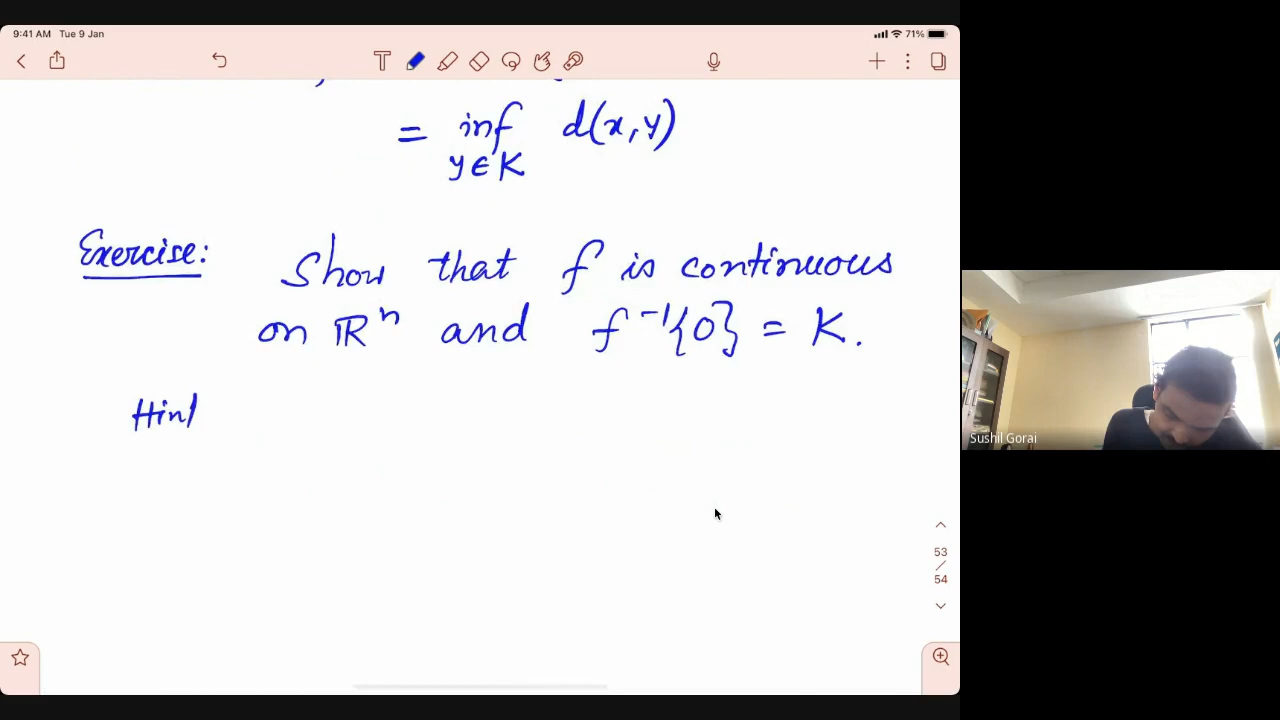 9:41 AM Tue 9 Jan
71%
= inf d(x,y)
y∈K
Exercise: Show that f is continuous
on ℝⁿ and f⁻¹{0} = K.
Hint
Sushil Gorai
53
/
54